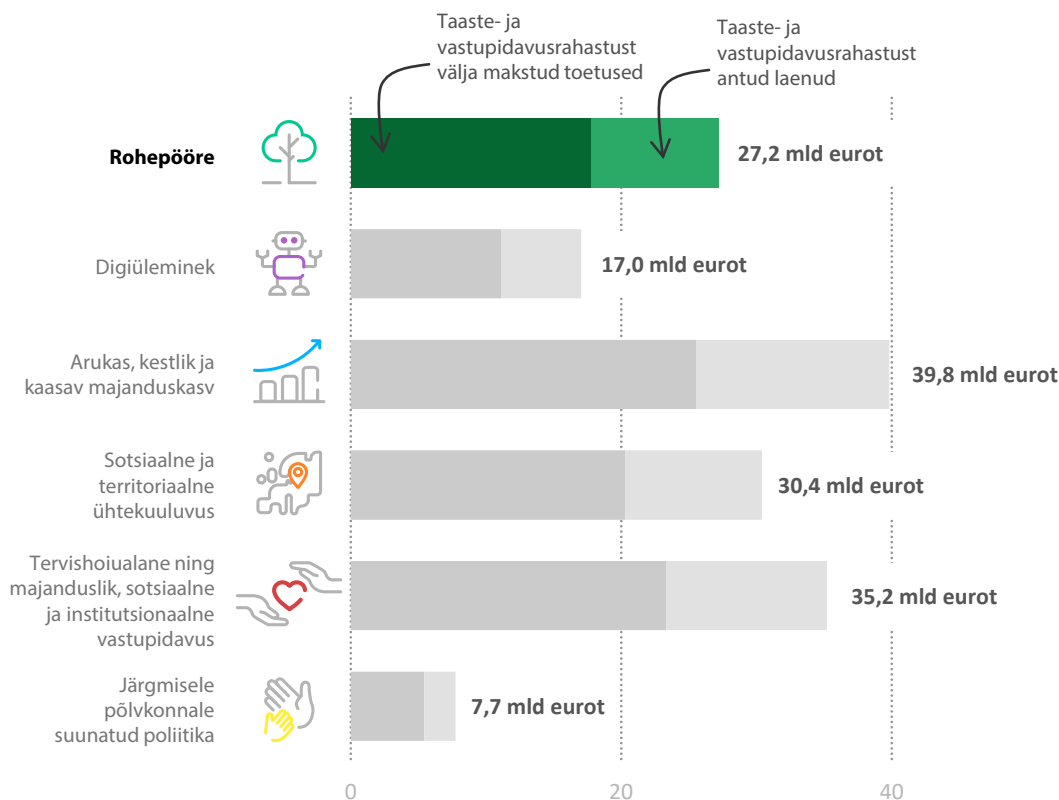 Taaste- ja
vastupidavusrahastust
välja makstud toetused
Taaste- ja
vastupidavusrahastust
antud laenud
Rohepööre
27,2 mld eurot
Digiüleminek
17,0 mld eurot
Arukas, kestlik ja
kaasav majanduskasv
39,8 mld eurot
Sotsiaalne ja
territoriaalne
ühtekuuluvus
30,4 mld eurot
Tervishoiualane ning
majanduslik, sotsiaalne
ja institutsionaalne
vastupidavus
35,2 mld eurot
Järgmisele
põlvkonnale
suunatud poliitika
7,7 mld eurot
0
20
40